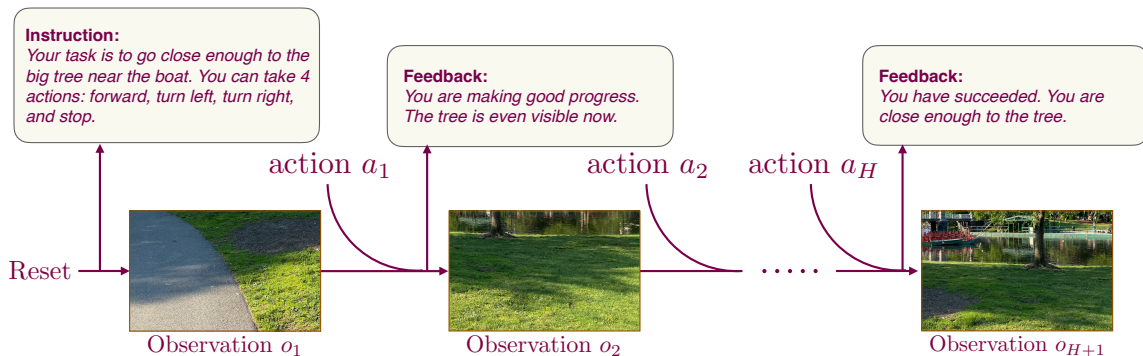 Instruction:
Your task is to go close enough to the
big tree near the boat. You can take 4
actions: forward, turn left, turn right,
and stop.
Feedback:
You are making good progress.
The tree is even visible now.
Feedback:
You have succeeded. You are
close enough to the tree.
action a₁
action a₂
action a_H
Reset
Observation o₁
Observation o₂
Observation o_{H+1}